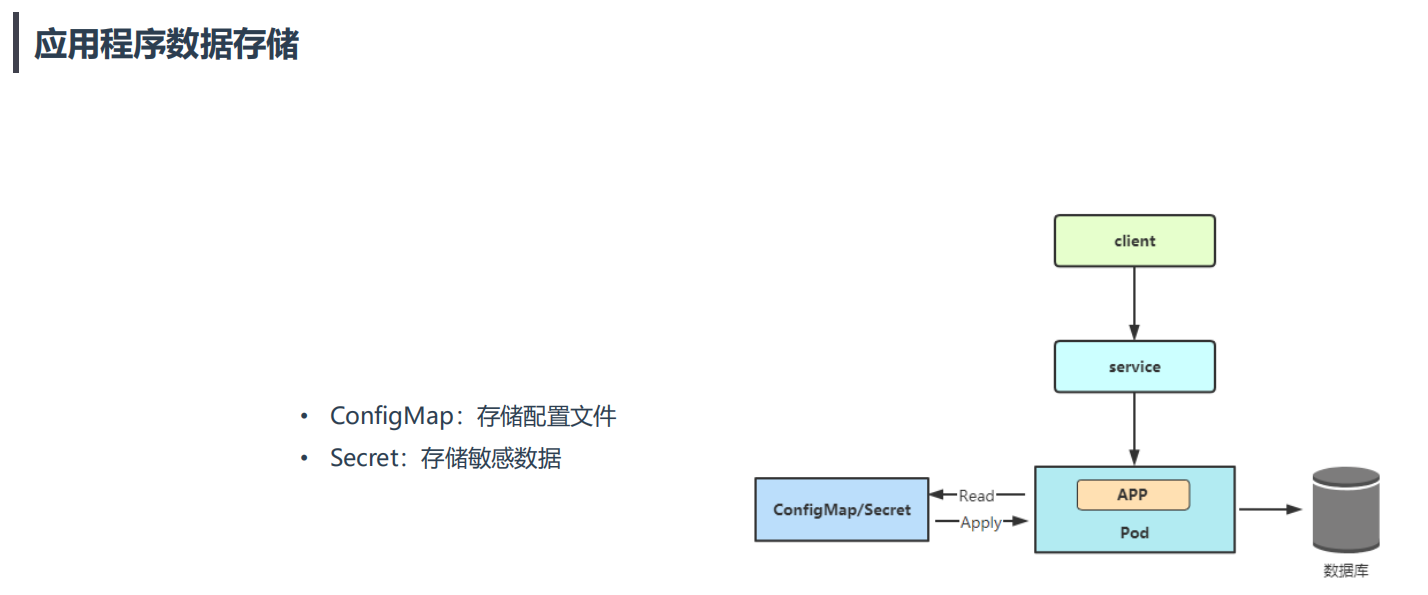 应用程序数据存储
• ConfigMap：存储配置文件
• Secret：存储敏感数据
client
service
APP
Pod
ConfigMap/Secret
Read
Apply
数据库